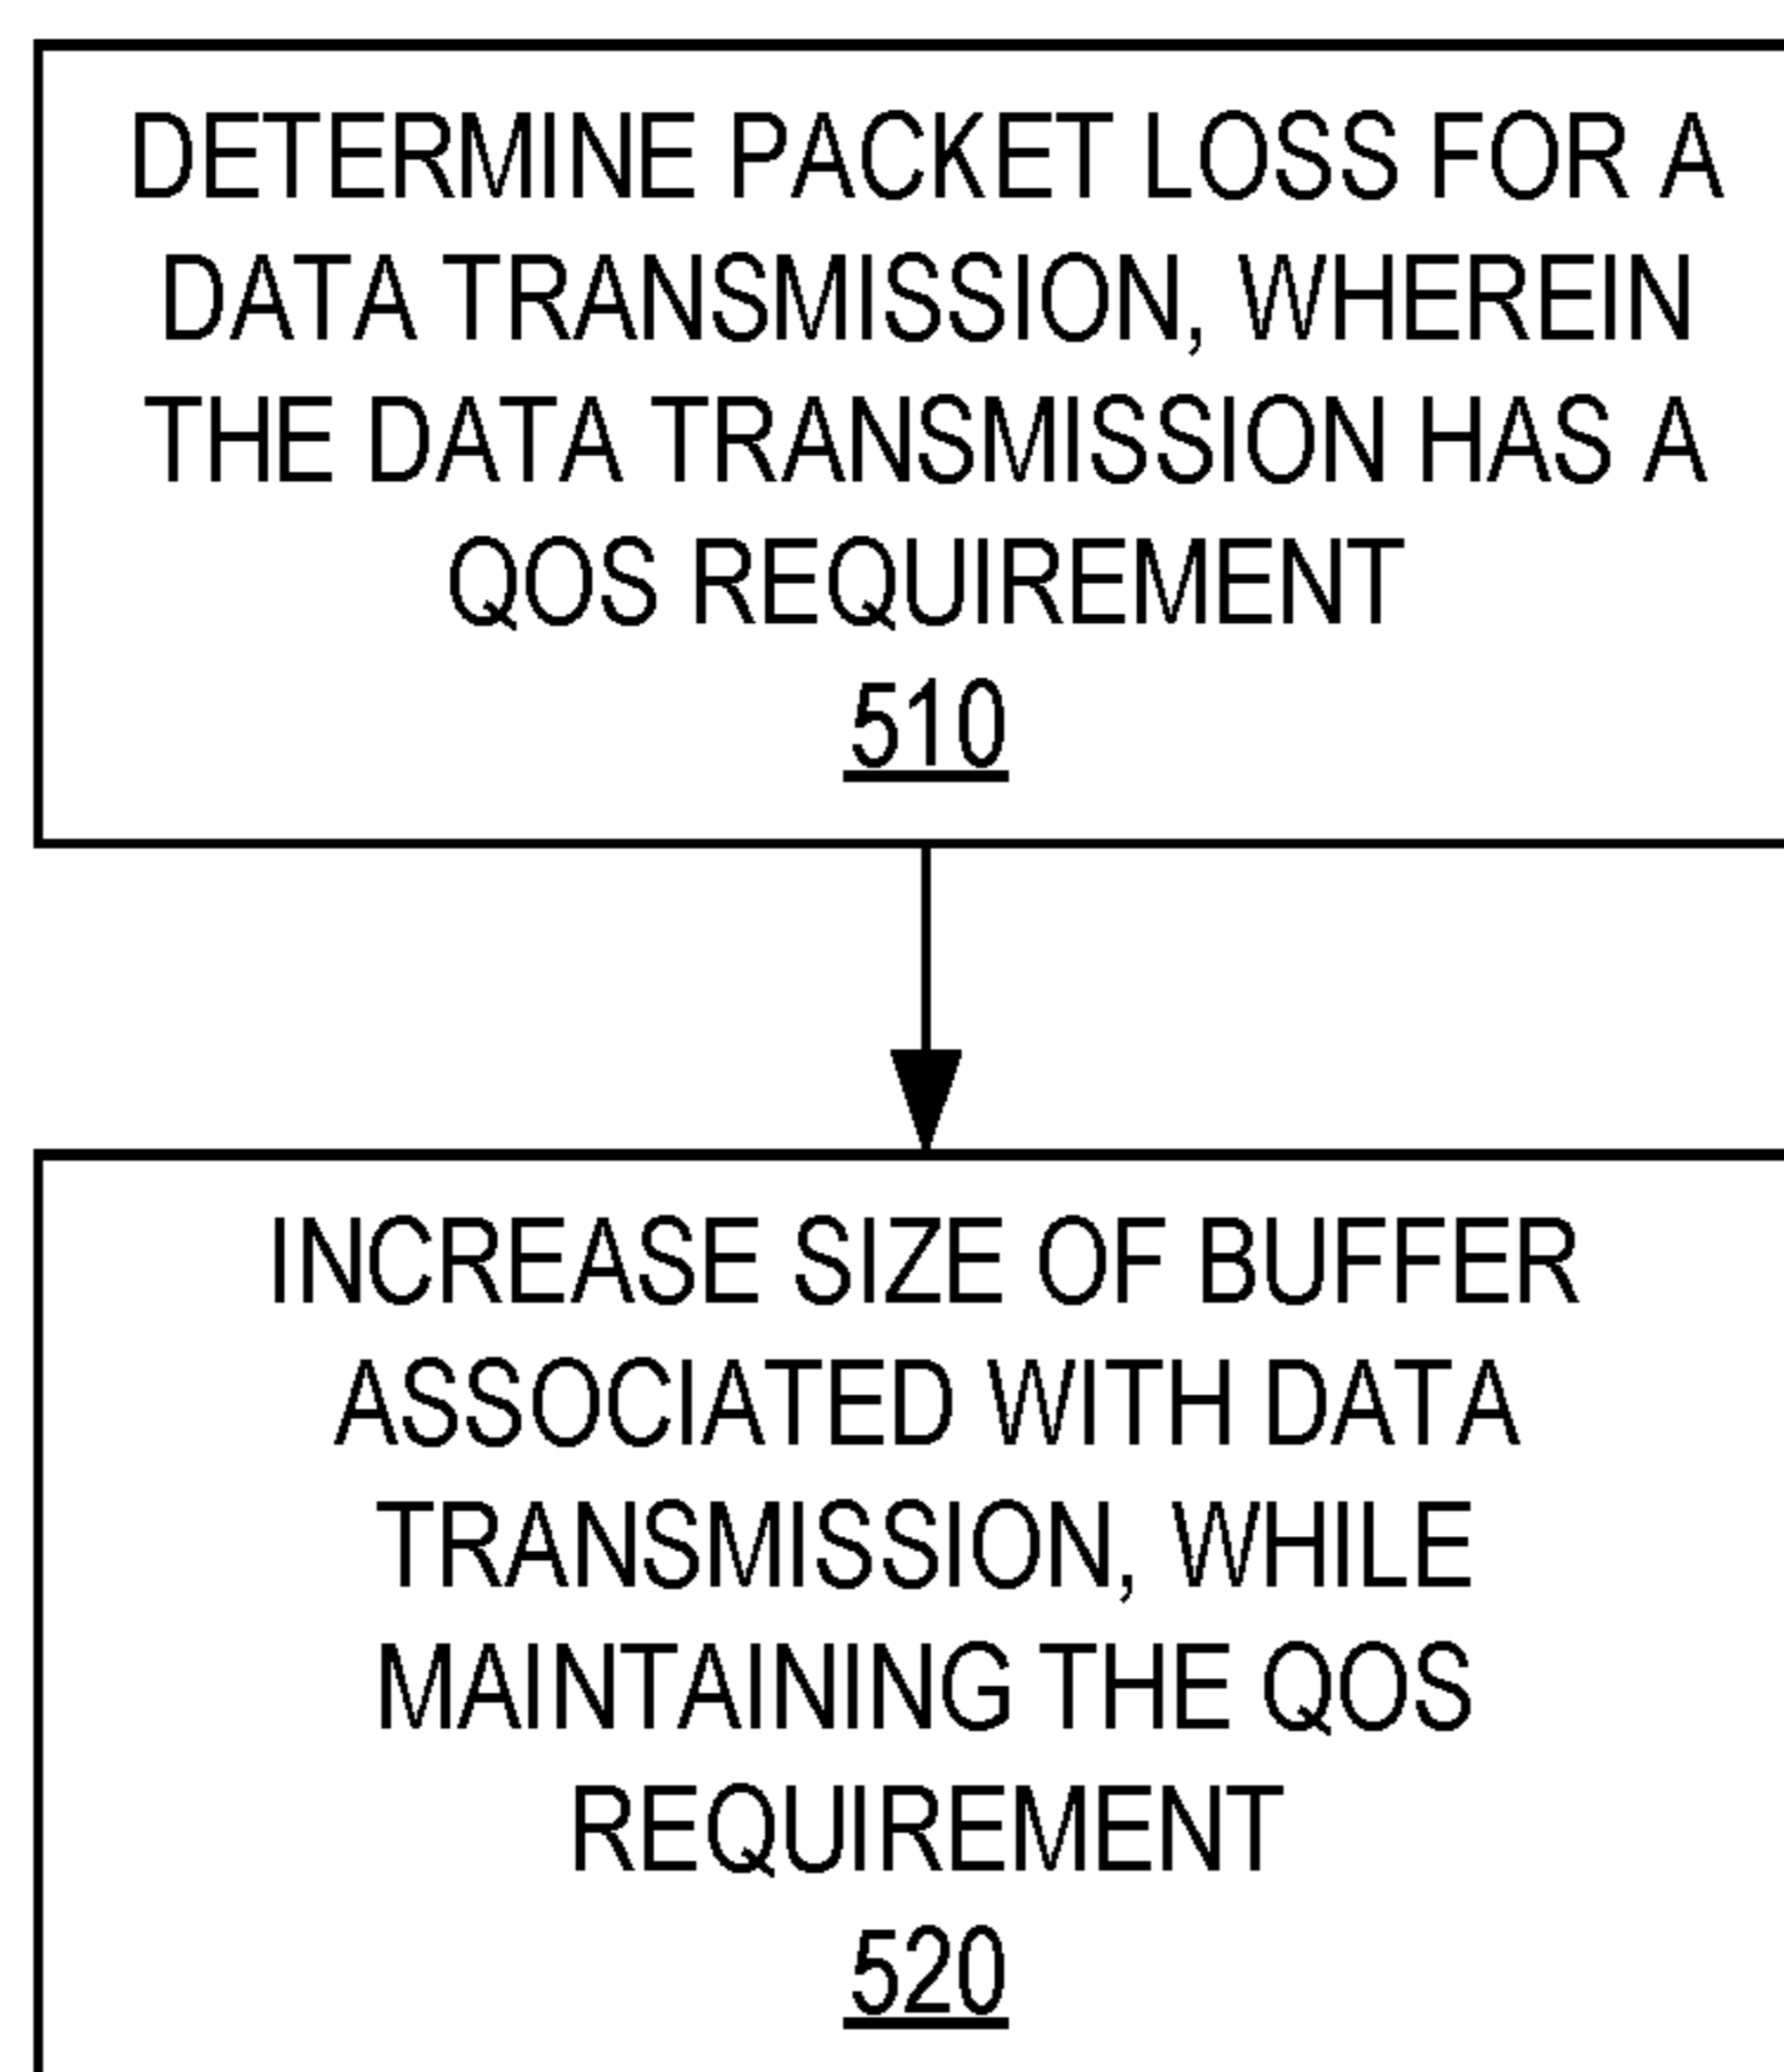 DETERMINE PACKET LOSS FOR A
DATA TRANSMISSION, WHEREIN
THE DATA TRANSMISSION HAS A
QOS REQUIREMENT
510
INCREASE SIZE OF BUFFER
ASSOCIATED WITH DATA
TRANSMISSION, WHILE
MAINTAINING THE QOS
REQUIREMENT
520